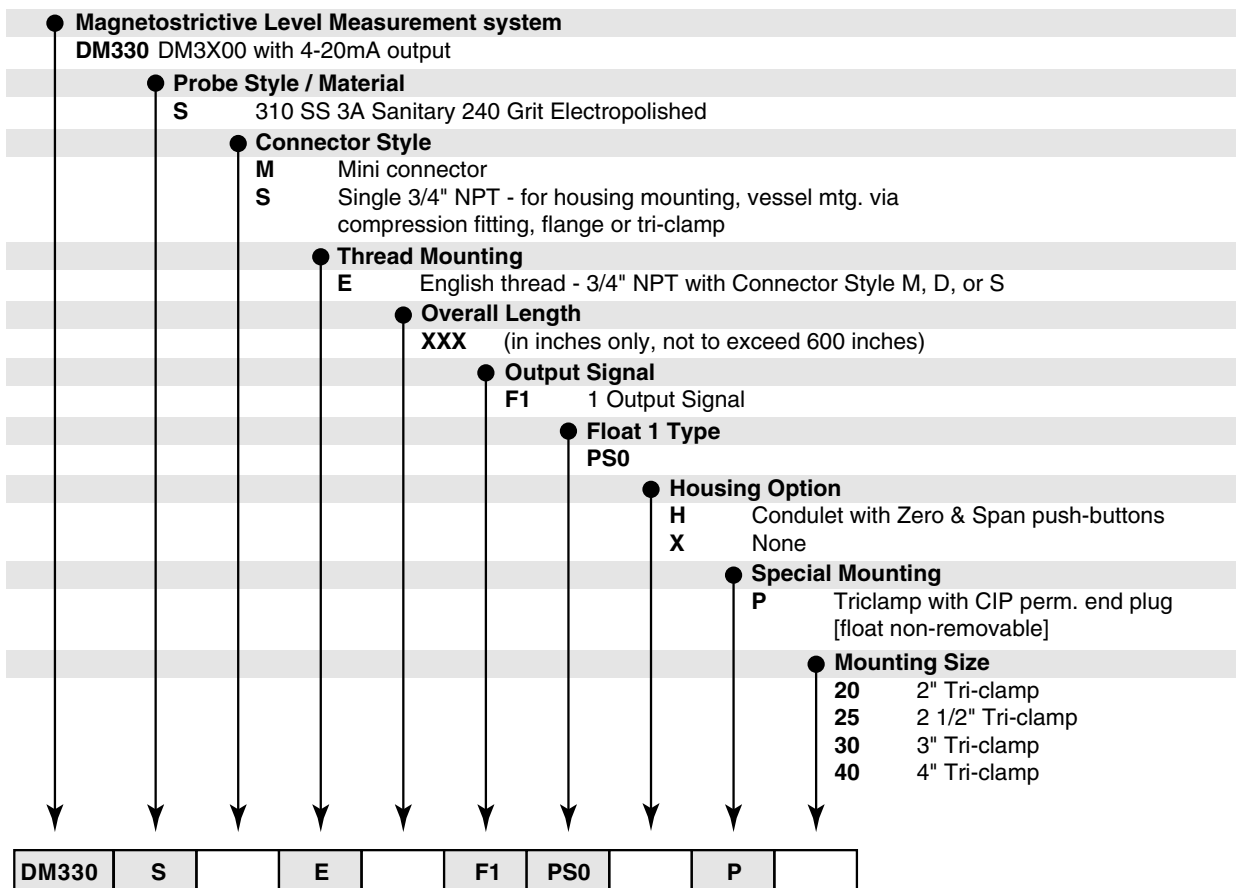 Magnetostrictive Level Measurement system
DM330 DM3X00 with 4-20mA output
Probe Style / Material
S 310 SS 3A Sanitary 240 Grit Electropolished
Connector Style
M Mini connector
S Single 3/4" NPT - for housing mounting, vessel mtg. via
compression fitting, flange or tri-clamp
Thread Mounting
E English thread - 3/4" NPT with Connector Style M, D, or S
Overall Length
XXX (in inches only, not to exceed 600 inches)
Output Signal
F1 1 Output Signal
Float 1 Type
PS0
Housing Option
H Condulet with Zero & Span push-buttons
X None
Special Mounting
P Triclamp with CIP perm. end plug
[float non-removable]
Mounting Size
20 2" Tri-clamp
25 2 1/2" Tri-clamp
30 3" Tri-clamp
40 4" Tri-clamp
DM330 S E F1 PS0 P